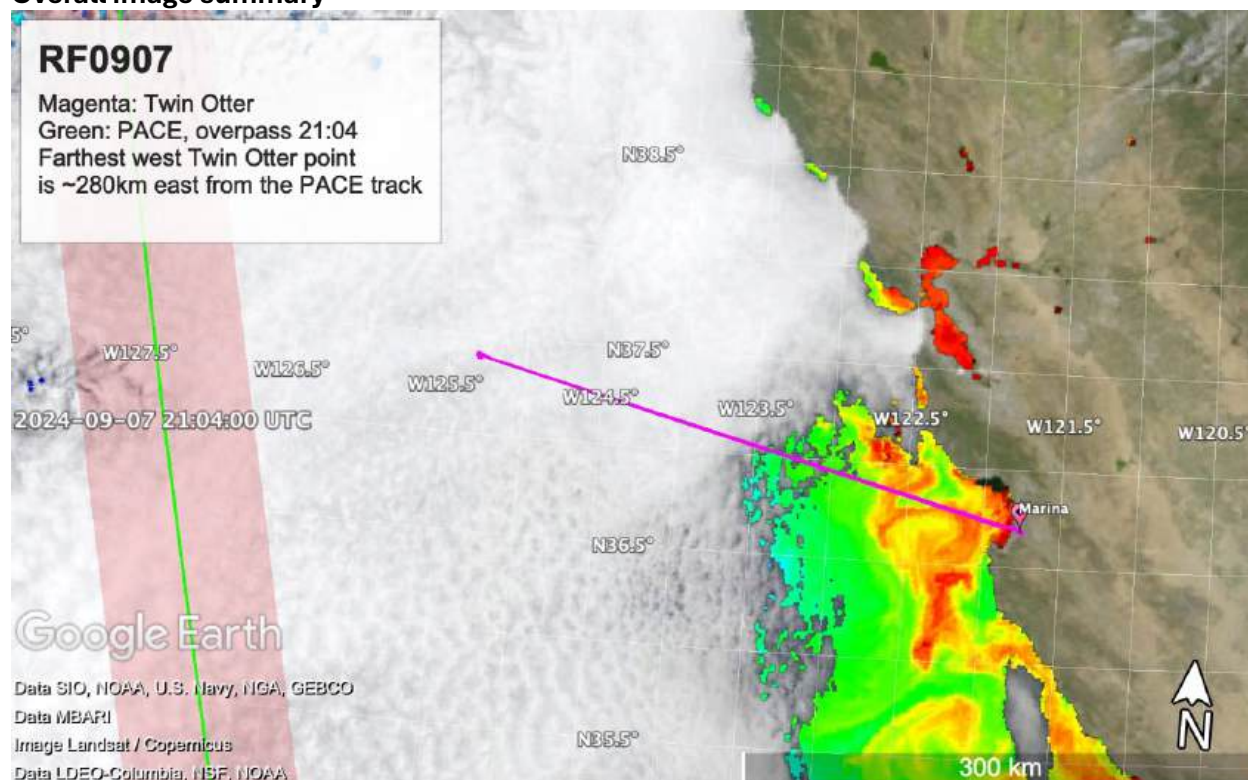 Overall image summary
RF0907
Magenta: Twin Otter
Green: PACE, overpass 21:04
Farthest west Twin Otter point
is ~280km east from the PACE track
N38.5°
5°
W127.5°
N37.5°
W126.5°
W125.5°
W124.5°
W123.5°
W122.5°
W121.5°
W120.5°
2024-09-07 21:04:00 UTC
Marina
N36.5°
Google Earth
Data SIO, NOAA, U.S. Navy, NGA, GEBCO
Data MBARI
Image Landsat / Copernicus
Data LDEO-Columbia, NSF, NOAA
N35.5°
N
300 km